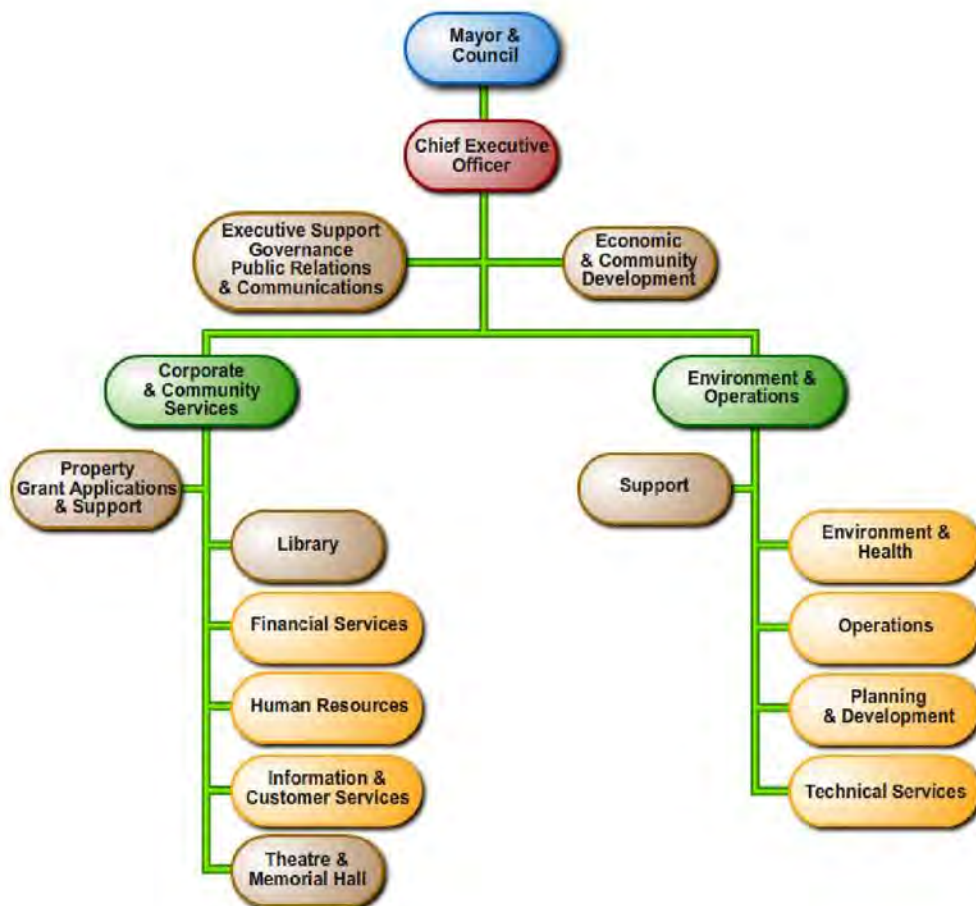 Mayor &
Council
Chief Executive
Officer
Executive Support
Governance
Public Relations
& Communications
Economic
& Community
Development
Corporate
& Community
Services
Environment &
Operations
Property
Grant Applications
& Support
Support
Library
Environment &
Health
Financial Services
Operations
Human Resources
Planning
& Development
Information &
Customer Services
Technical Services
Theatre &
Memorial Hall